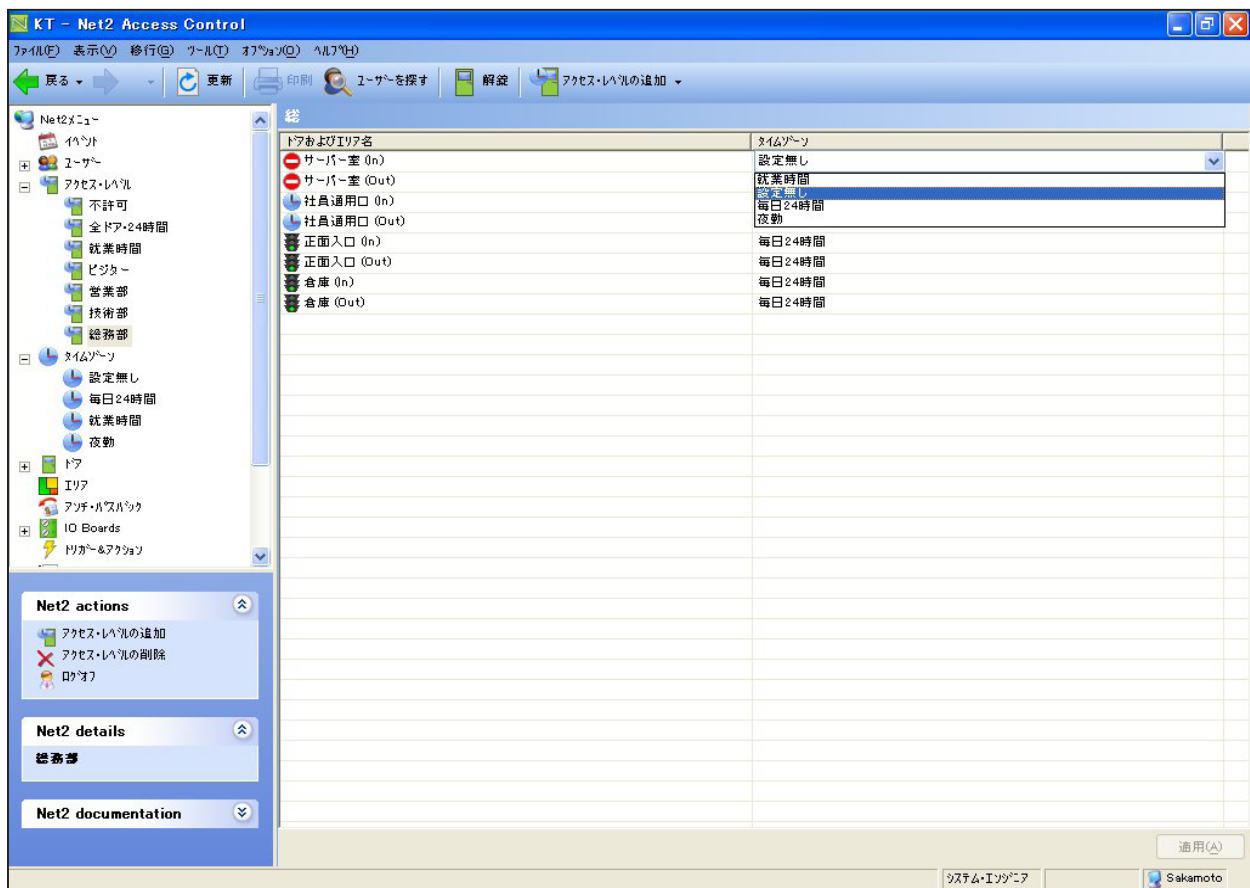 KT - Net2 Access Control
ﾌｧｲﾙ(F) 表示(V) 移行(G) ﾂｰﾙ(T) ｵﾌﾟｼｮﾝ(O) ﾍﾙﾌﾟ(H)
戻る 更新 印刷 ﾕｰｻﾞｰを探す 解錠 ｱｸｾｽ･ﾚﾍﾞﾙの追加
Net2ﾒﾆｭｰ
ｲﾍﾞﾝﾄ
ﾕｰｻﾞｰ
ｱｸｾｽ･ﾚﾍﾞﾙ
不許可
全ﾄﾞｱ･24時間
就業時間
ﾋﾞｼﾞﾀｰ
営業部
技術部
総務部
ﾀｲﾑｿﾞｰﾝ
設定無し
毎日24時間
就業時間
夜勤
ﾄﾞｱ
ｴﾘｱ
ｱﾝﾁ･ﾊﾟｽﾊﾞｯｸ
IO Boards
ﾄﾘｶﾞｰ&ｱｸｼｮﾝ
Net2 actions
ｱｸｾｽ･ﾚﾍﾞﾙの追加
ｱｸｾｽ･ﾚﾍﾞﾙの削除
ﾛｸﾞｵﾌ
Net2 details
総務部
Net2 documentation
総
ﾄﾞｱおよびｴﾘｱ名 ﾀｲﾑｿﾞｰﾝ
サーバー室 (In) 設定無し
サーバー室 (Out)
社員通用口 (In)
社員通用口 (Out)
就業時間
設定無し
毎日24時間
夜勤
正面入口 (In) 毎日24時間
正面入口 (Out) 毎日24時間
倉庫 (In) 毎日24時間
倉庫 (Out) 毎日24時間
適用(A)
ｼｽﾃﾑ･ｴﾝｼﾞﾆｱ Sakamoto